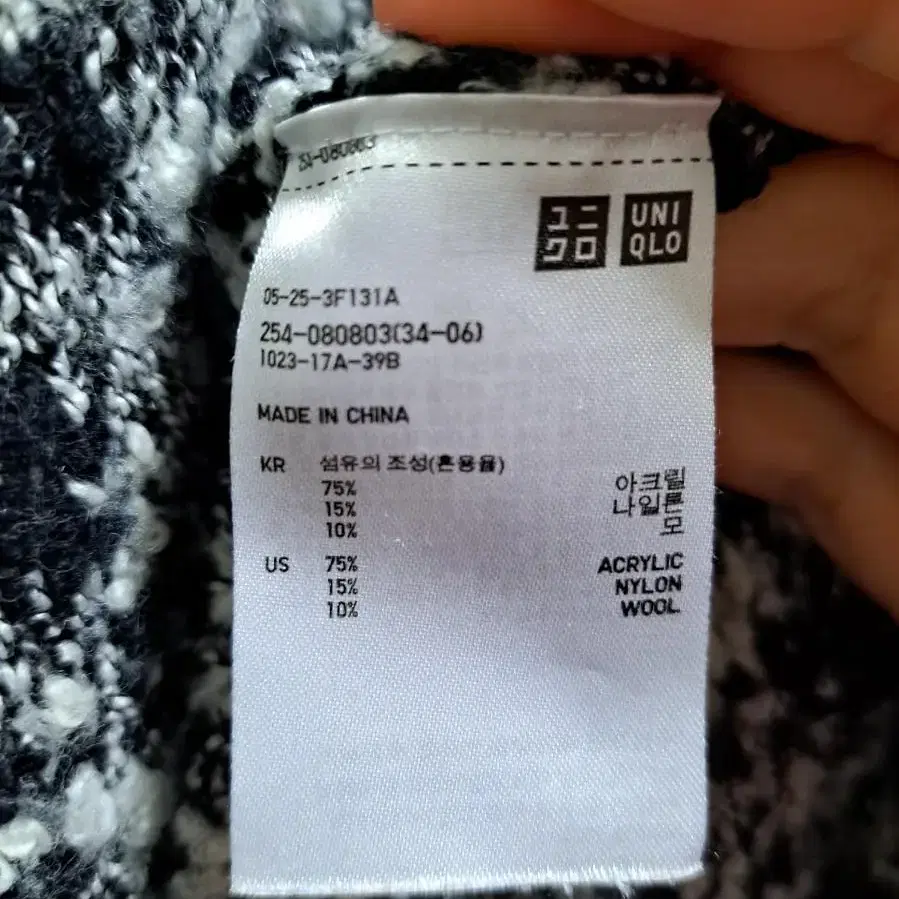 ユニ
クロ
UNI
QLO
05-25-3F131A
254-080803(34-06)
1023-17A-39B
MADE IN CHINA
KR 섬유의 조성(혼용율)
75% 아크릴
15% 나일론
10% 모
US 75% ACRYLIC
15% NYLON
10% WOOL